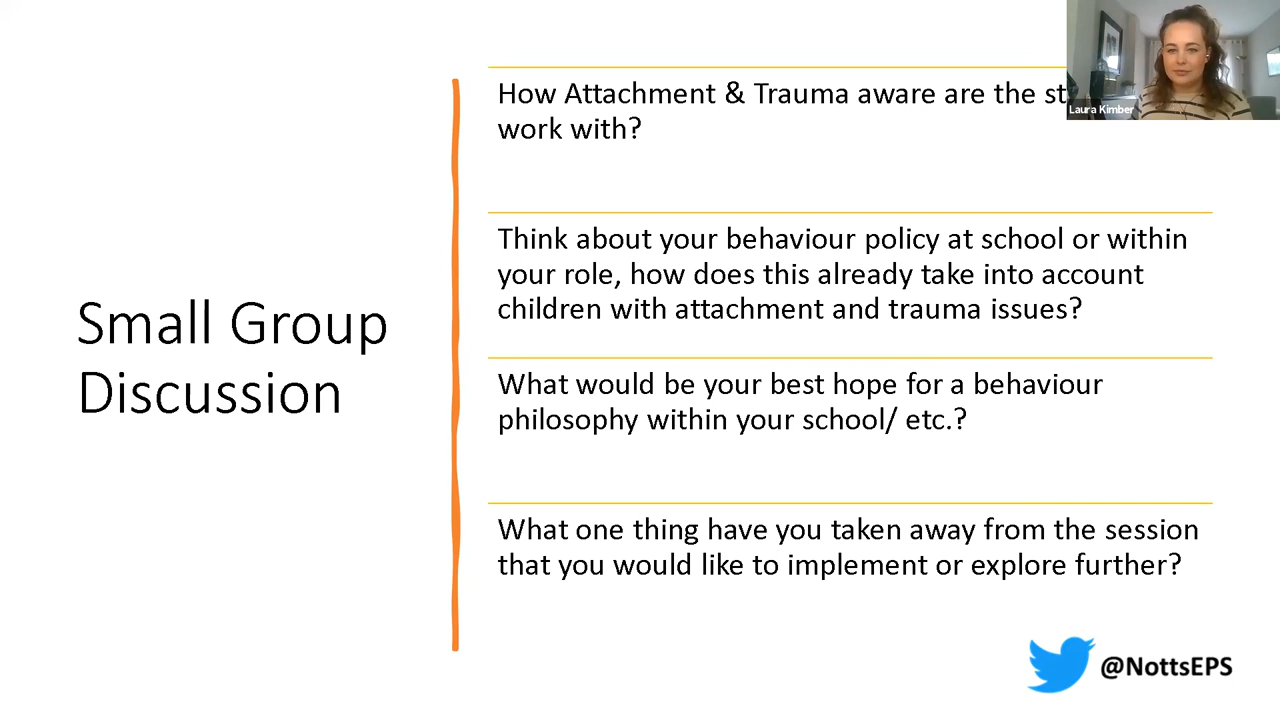 Small Group
Discussion
How Attachment & Trauma aware are the
work with?
Think about your behaviour policy at school or within
your role, how does this already take into account
children with attachment and trauma issues?
What would be your best hope for a behaviour
philosophy within your school/ etc.?
What one thing have you taken away from the session
that you would like to implement or explore further?
Laura Kimber
@NottsEPS